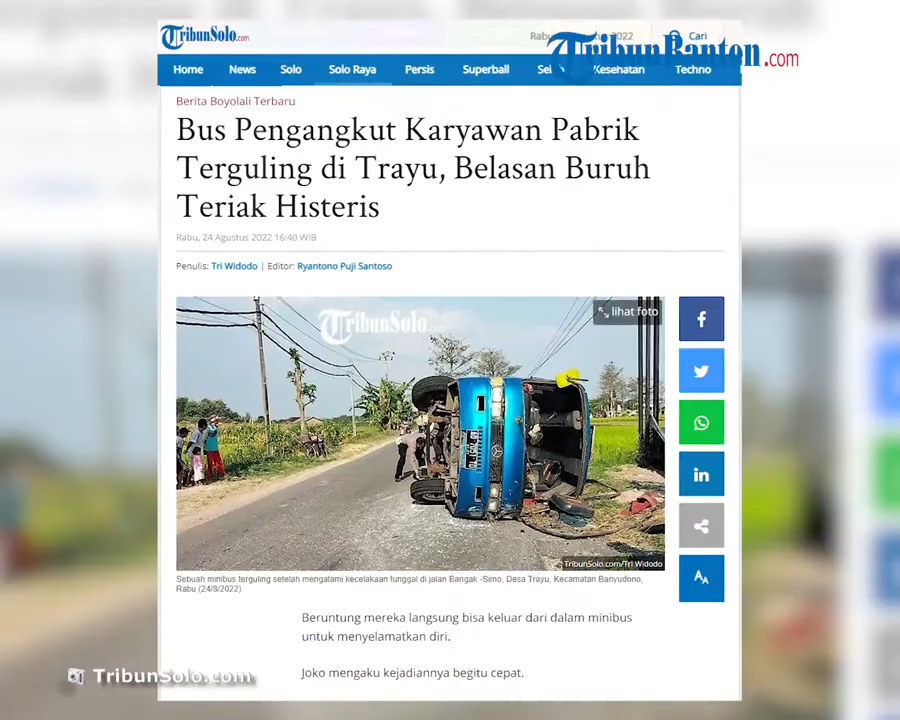 TribunSolo.com
2022
Cari
TribunBanten.com
Home News Solo Solo Raya Persis Superball Kesehatan Techno
Berita Boyolali Terbaru
Bus Pengangkut Karyawan Pabrik
Terguling di Trayu, Belasan Buruh
Teriak Histeris
Rabu, 24 Agustus 2022 16:40 WIB
Penulis: Tri Widodo | Editor: Ryantono Puji Santoso
TribunSolo
lihat foto
TribunSolo.com/Tri Widodo
Sebuah minibus terguling setelah mengalami kecelakaan tunggal di jalan Bangak -Simo, Desa Trayu, Kecamatan Banyudono,
Rabu (24/8/2022).
Beruntung mereka langsung bisa keluar dari dalam minibus
untuk menyelamatkan diri.
Joko mengaku kejadiannya begitu cepat.
TribunSolo.com